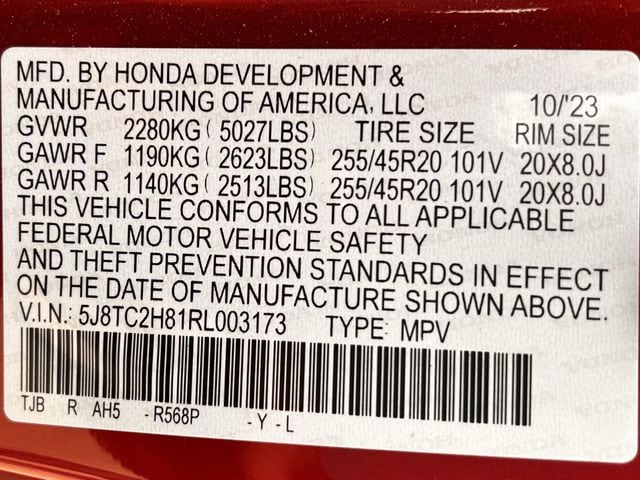 MFD. BY HONDA DEVELOPMENT &
MANUFACTURING OF AMERICA, LLC 10/'23
GVWR 2280KG ( 5027LBS) TIRE SIZE RIM SIZE
GAWR F 1190KG ( 2623LBS) 255/45R20 101V 20X8.0J
GAWR R 1140KG ( 2513LBS) 255/45R20 101V 20X8.0J
THIS VEHICLE CONFORMS TO ALL APPLICABLE
FEDERAL MOTOR VEHICLE SAFETY
AND THEFT PREVENTION STANDARDS IN EFFECT
ON THE DATE OF MANUFACTURE SHOWN ABOVE.
V.I.N.: 5J8TC2H81RL003173 TYPE: MPV
TJB R AH5 - R568P - Y - L